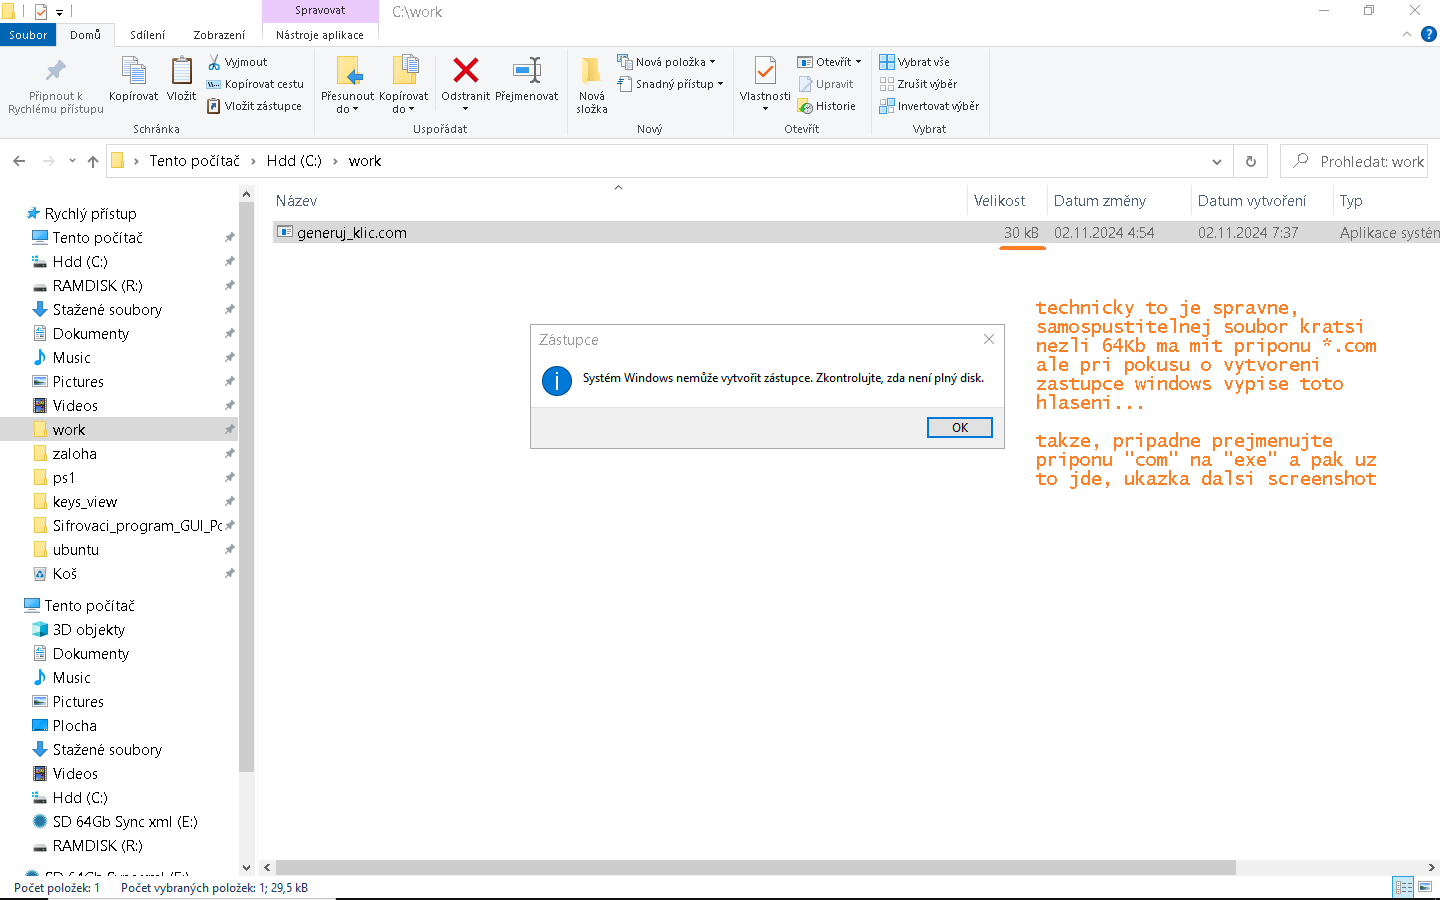 Spravovat
C:\work
Soubor
Domů
Sdílení
Zobrazení
Nástroje aplikace
Připnout k
Rychlému přístupu
Kopírovat
Vložit
Vyjmout
Kopírovat cestu
Vložit zástupce
Schránka
Přesunout
do
Kopírovat
do
Odstranit
Přejmenovat
Uspořádat
Nová
složka
Nová položka
Snadný přístup
Nový
Vlastnosti
Otevřít
Upravit
Historie
Otevřít
Vybrat vše
Zrušit výběr
Invertovat výběr
Vybrat
Tento počítač
Hdd (C:)
work
Prohledat: work
Název
Velikost
Datum změny
Datum vytvoření
Typ
generuj_klic.com
30 kB
02.11.2024 4:54
02.11.2024 7:37
Aplikace systén
Rychlý přístup
Tento počítač
Hdd (C:)
RAMDISK (R:)
Stažené soubory
Dokumenty
Music
Pictures
Videos
work
zaloha
ps1
keys_view
Sifrovaci_program_GUI_Pc
ubuntu
Koš
Tento počítač
3D objekty
Dokumenty
Music
Pictures
Plocha
Stažené soubory
Videos
Hdd (C:)
SD 64Gb Sync xml (E:)
RAMDISK (R:)
SD 64Gb Sync xml (E:)
Zástupce
Systém Windows nemůže vytvořit zástupce. Zkontrolujte, zda není plný disk.
OK
technicky to je spravne,
samospustitelnej soubor kratsi
nezli 64Kb ma mit priponu *.com
ale pri pokusu o vytvoreni
zastupce windows vypise toto
hlaseni...
takze, pripadne prejmenujte
priponu "com" na "exe" a pak uz
to jde, ukazka dalsi screenshot
Počet položek: 1
Počet vybraných položek: 1; 29,5 kB